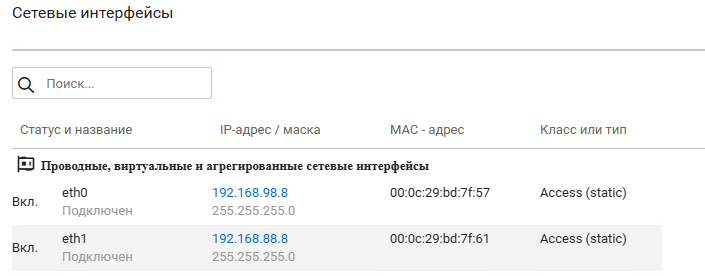 Сетевые интерфейсы
Поиск...
Статус и название IP-адрес / маска MAC - адрес Класс или тип
Проводные, виртуальные и агрегированные сетевые интерфейсы
Вкл. eth0 192.168.98.8 00:0c:29:bd:7f:57 Access (static)
Подключен 255.255.255.0
Вкл. eth1 192.168.88.8 00:0c:29:bd:7f:61 Access (static)
Подключен 255.255.255.0